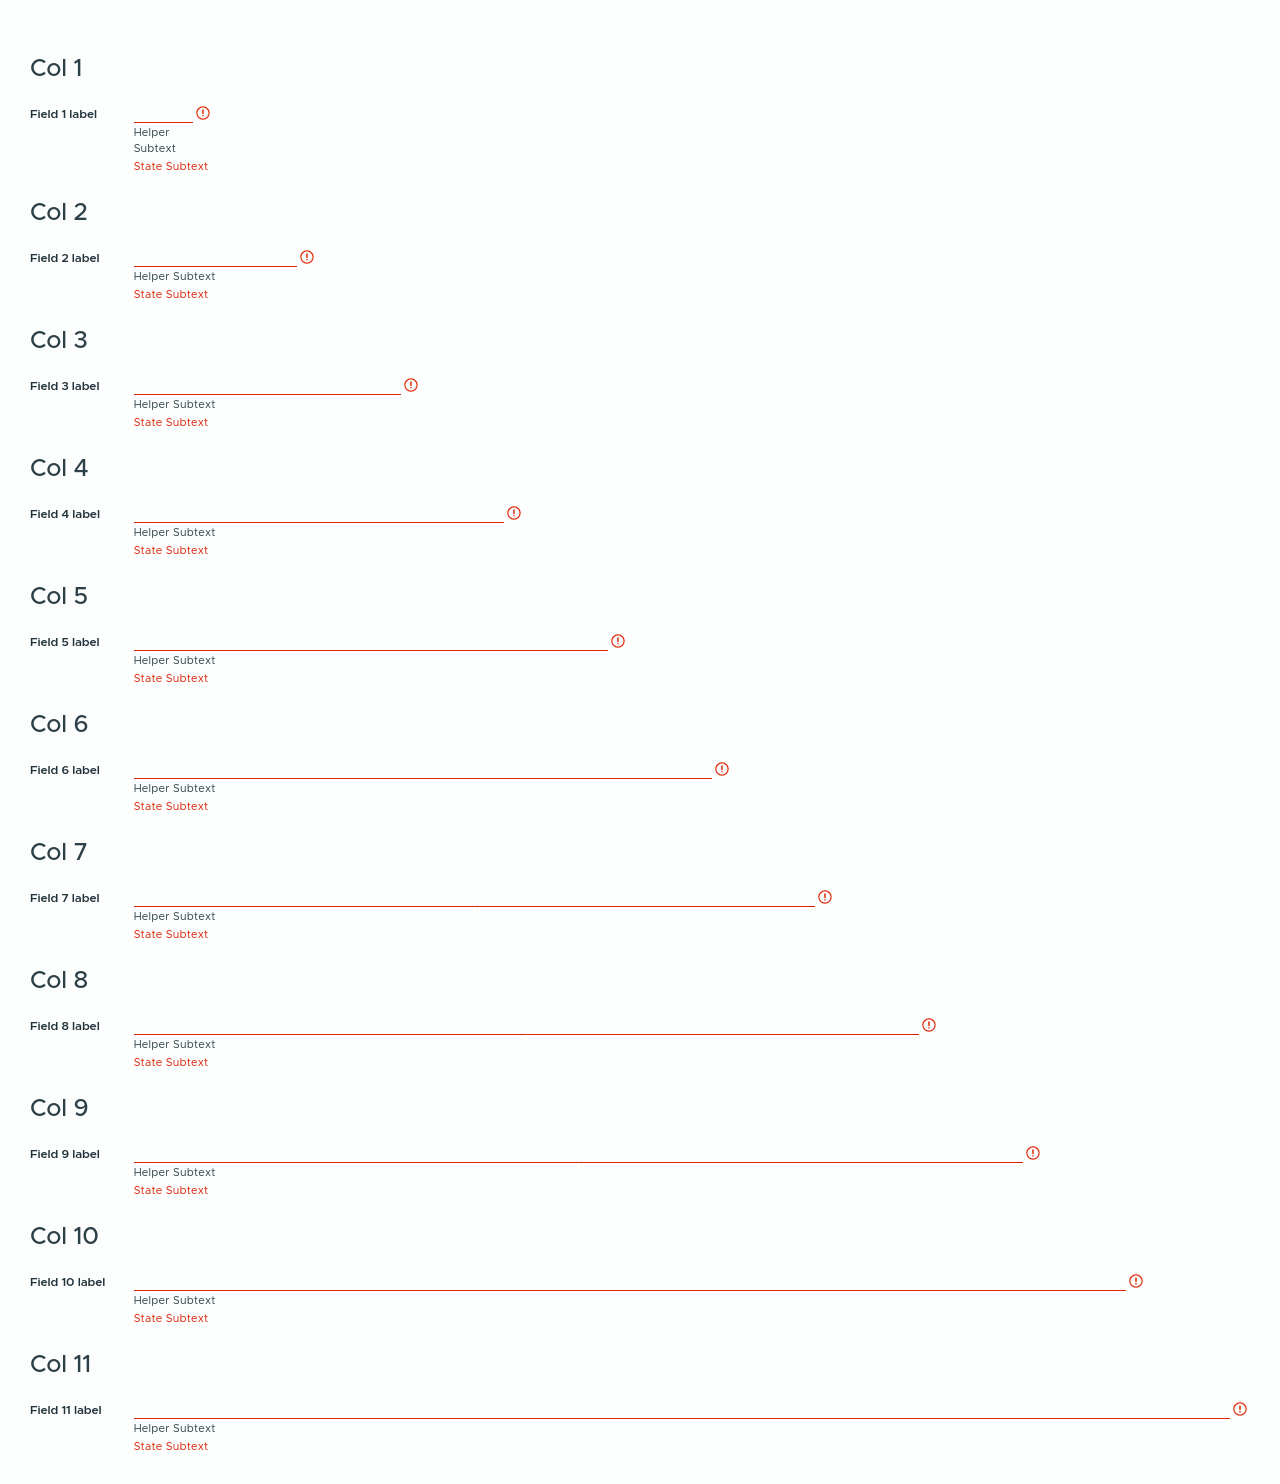 Col 1
Field 1 label
Helper
Subtext
State Subtext
Col 2
Field 2 label
Helper Subtext
State Subtext
Col 3
Field 3 label
Helper Subtext
State Subtext
Col 4
Field 4 label
Helper Subtext
State Subtext
Col 5
Field 5 label
Helper Subtext
State Subtext
Col 6
Field 6 label
Helper Subtext
State Subtext
Col 7
Field 7 label
Helper Subtext
State Subtext
Col 8
Field 8 label
Helper Subtext
State Subtext
Col 9
Field 9 label
Helper Subtext
State Subtext
Col 10
Field 10 label
Helper Subtext
State Subtext
Col 11
Field 11 label
Helper Subtext
State Subtext